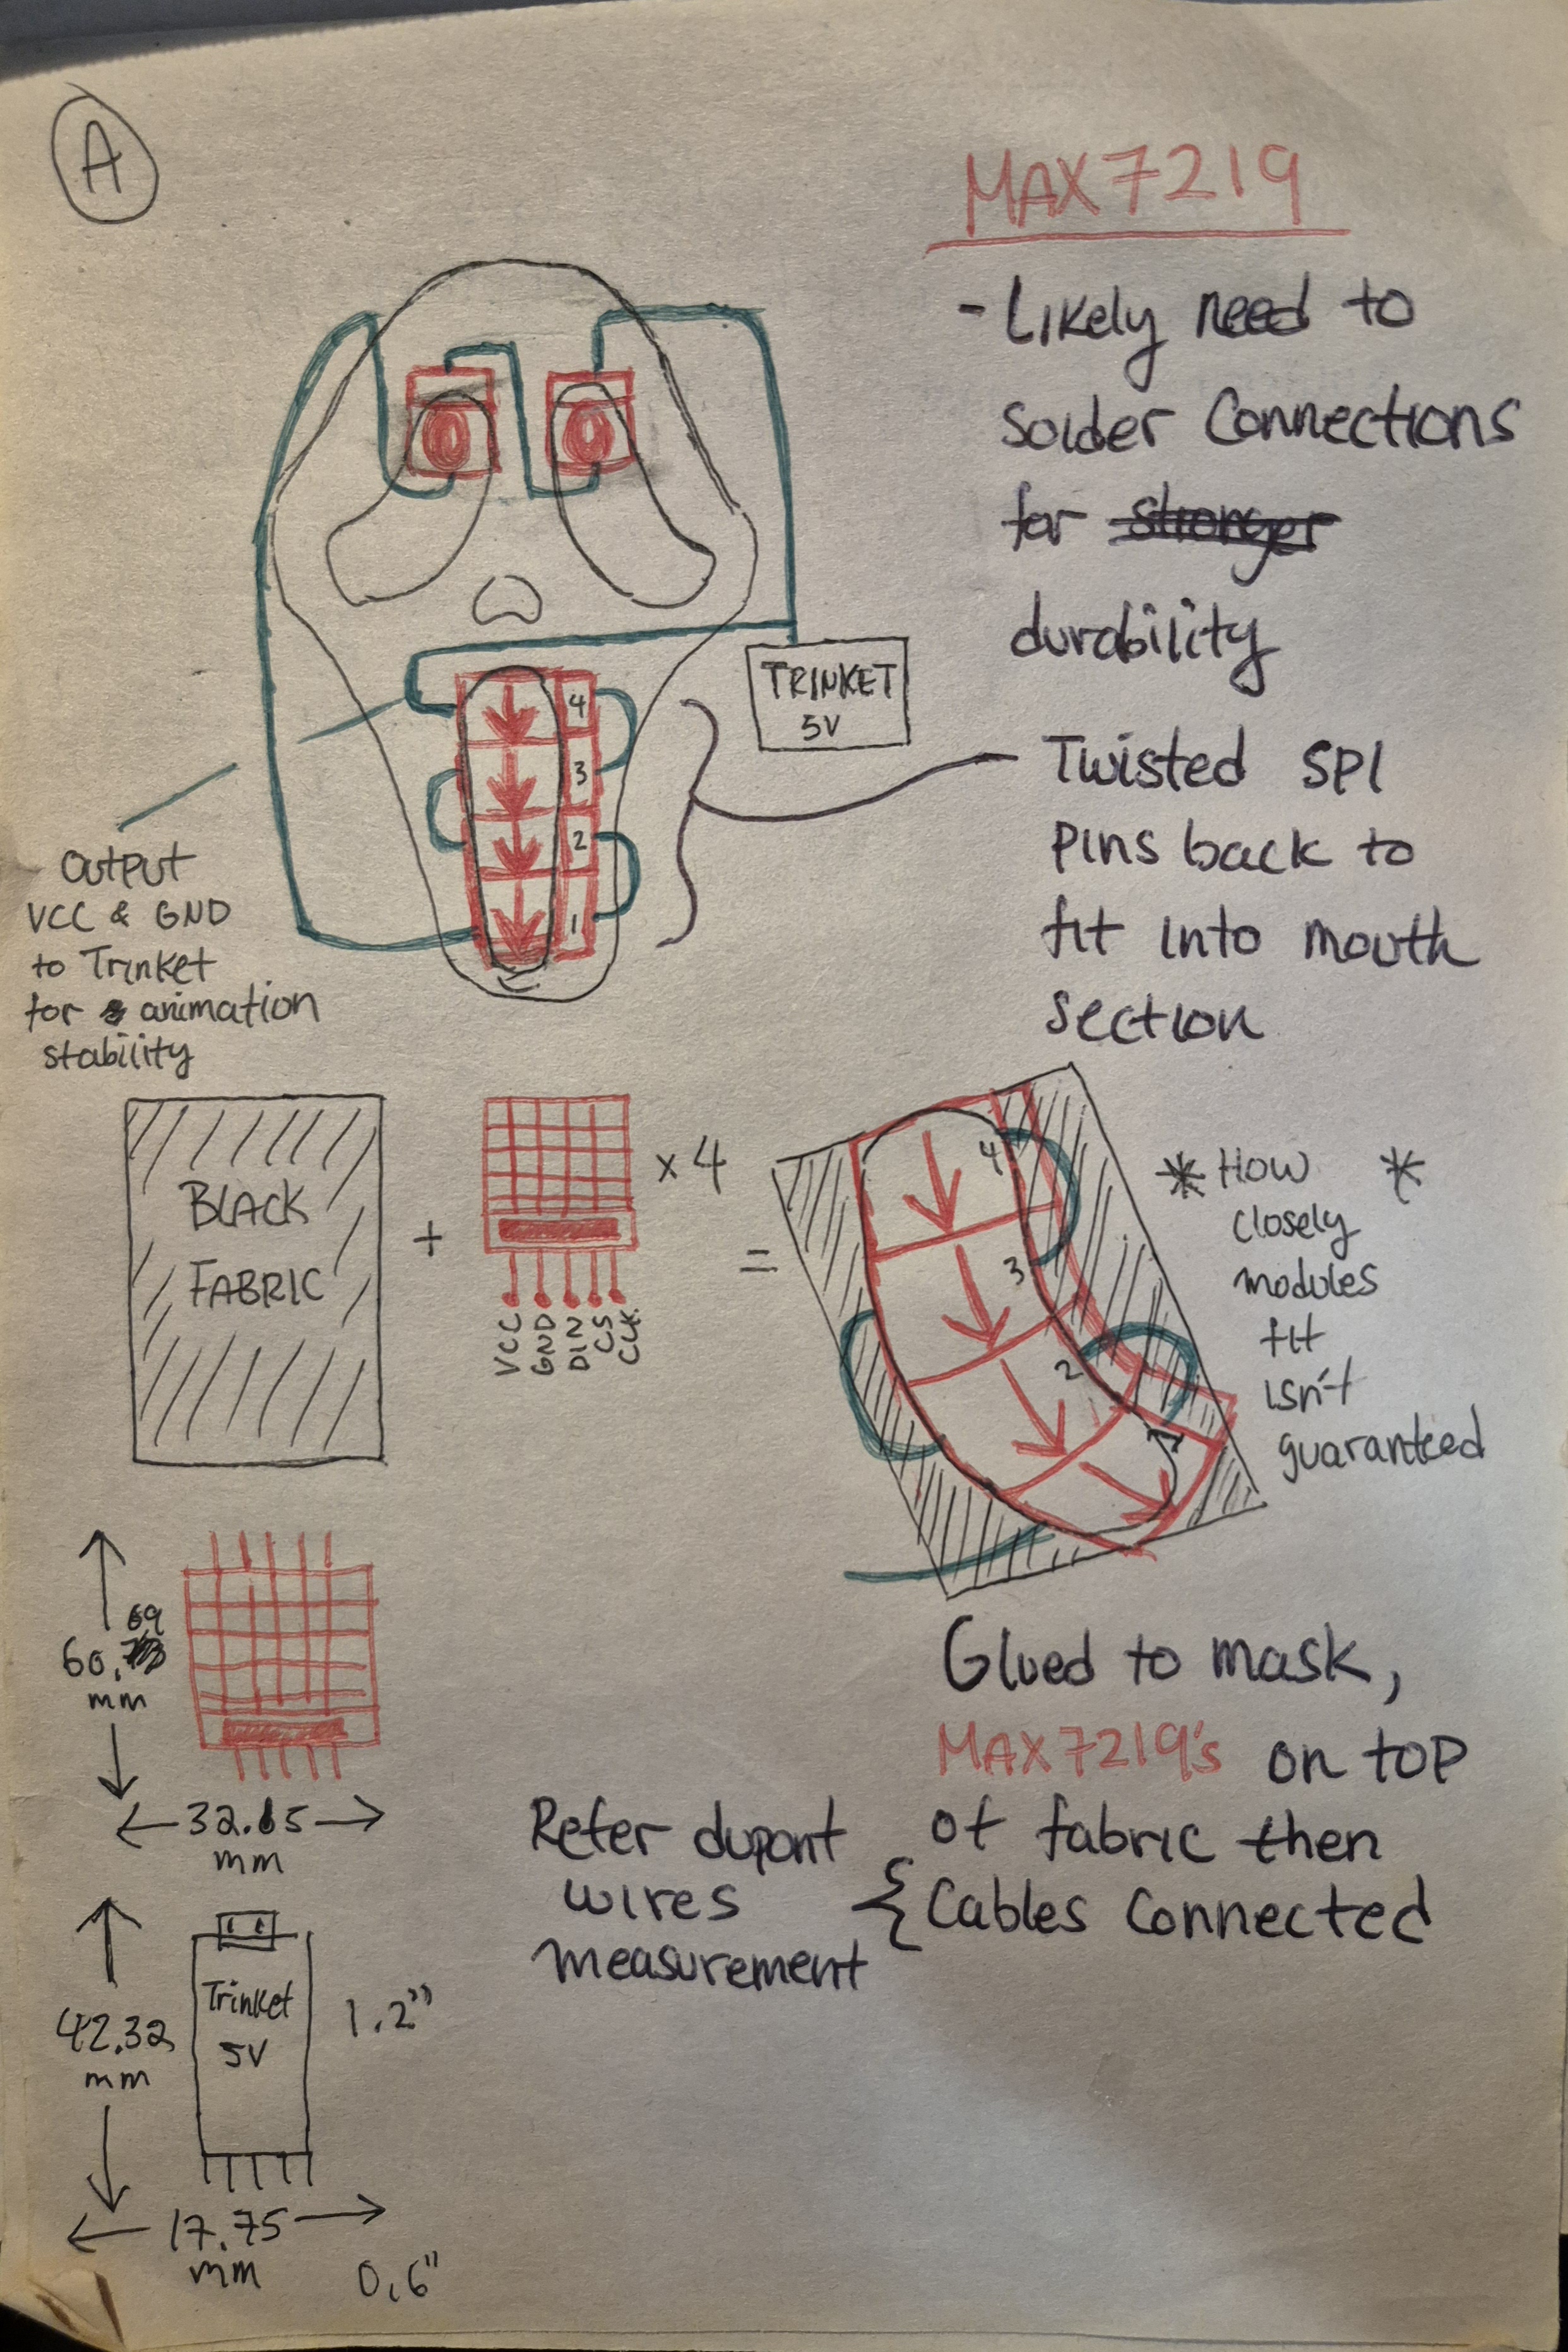 A
MAX7219
- Likely need to
solder connections
for stronger
durability
TRINKET
5V
4
3
2
1
Twisted SPI
pins back to
fit into mouth
section
Output
VCC & GND
to Trinket
for animation
stability
BLACK
FABRIC
+
VCC
GND
DIN
CS
CLK
x 4
=
4
3
2
1
* How *
closely
modules
fit
isn't
guaranteed
69
60.
mm
32.65
mm
Glued to mask,
MAX7219's on top
of fabric then
{ Cables Connected
Refer dupont
wires
measurement
Trinket
5V
42.32
mm
1.2"
17.75
mm
0.6"